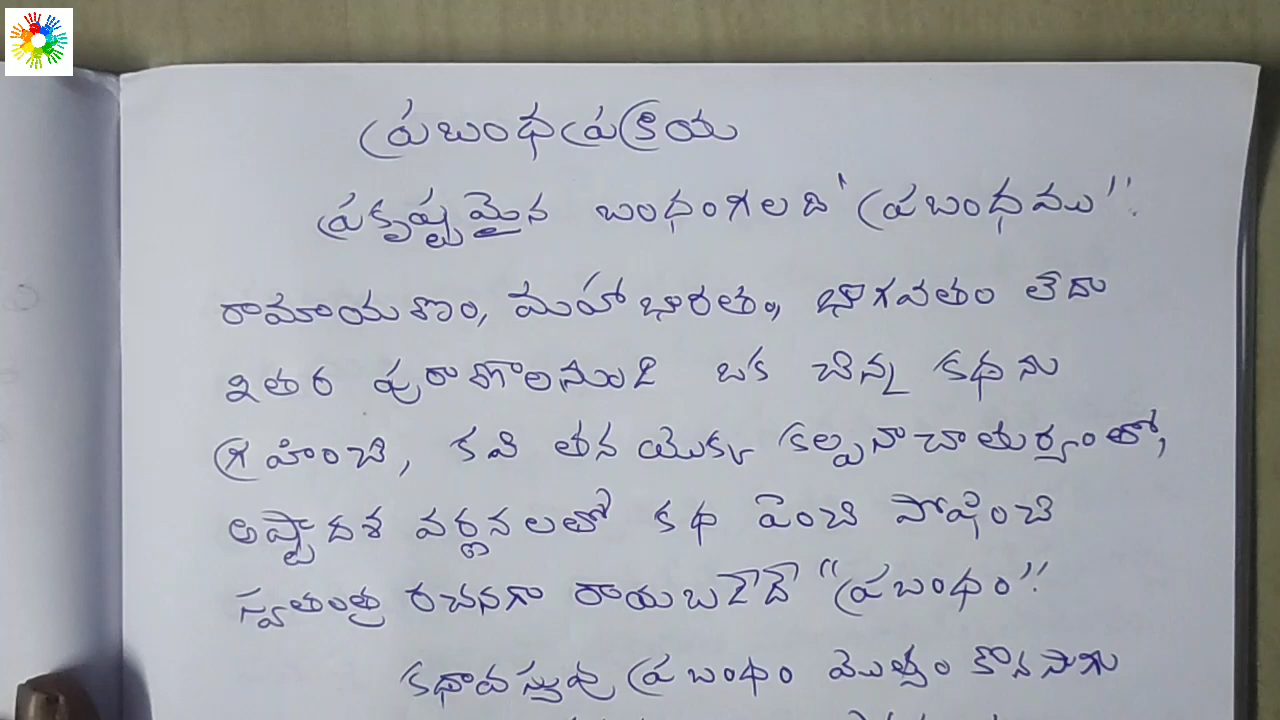 ప్రబంధప్రక్రియ
ప్రకృష్టమైన బంధంగలది "ప్రబంధము".
రామాయణం, మహాభారతం, భాగవతం లేదా
ఇతర పురాణాలనుండి ఒక చిన్న కథను
గ్రహించి, కవి తన యొక్క కల్పనాచాతుర్యంతో,
అష్టాదశ వర్ణనలతో కథ పెంచి పోషించి
స్వతంత్ర రచనగా రాయబడేదే "ప్రబంధం".
కథావస్తువు ప్రబంధం మొత్తం కొనసాగు